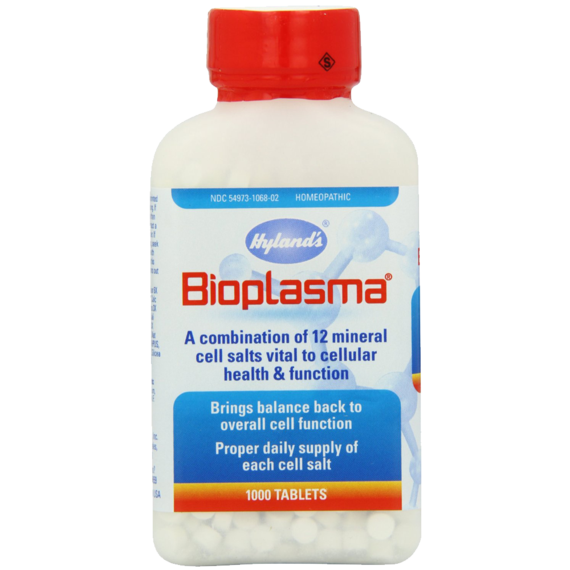 S
NDC 54973-1068-02 HOMEOPATHIC
Hyland's®
Bioplasma®
A combination of 12 mineral
cell salts vital to cellular
health & function
Brings balance back to
overall cell function
Proper daily supply of
each cell salt
1000 TABLETS